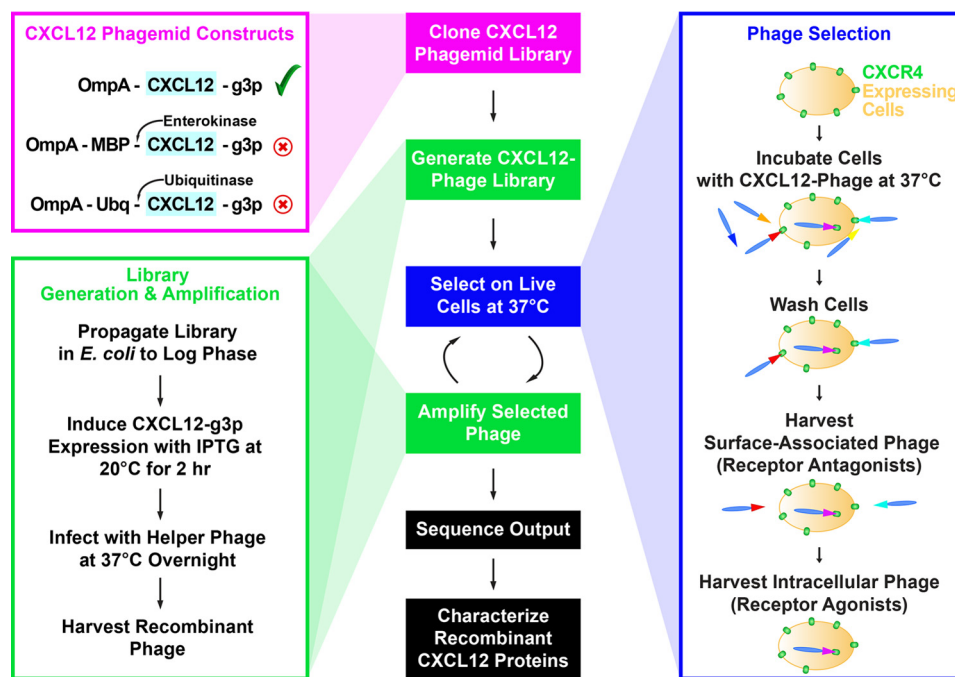 CXCL12 Phagemid Constructs
OmpA - CXCL12 - g3p
Enterokinase
OmpA - MBP - CXCL12 - g3p
Ubiquitinase
OmpA - Ubq - CXCL12 - g3p
Library
Generation & Amplification
Propagate Library
in E. coli to Log Phase
Induce CXCL12-g3p
Expression with IPTG at
20°C for 2 hr
Infect with Helper Phage
at 37°C Overnight
Harvest Recombinant
Phage
Clone CXCL12
Phagemid Library
Generate CXCL12-
Phage Library
Select on Live
Cells at 37°C
Amplify Selected
Phage
Sequence Output
Characterize
Recombinant
CXCL12 Proteins
Phage Selection
CXCR4
Expressing
Cells
Incubate Cells
with CXCL12-Phage at 37°C
Wash Cells
Harvest
Surface-Associated Phage
(Receptor Antagonists)
Harvest Intracellular Phage
(Receptor Agonists)